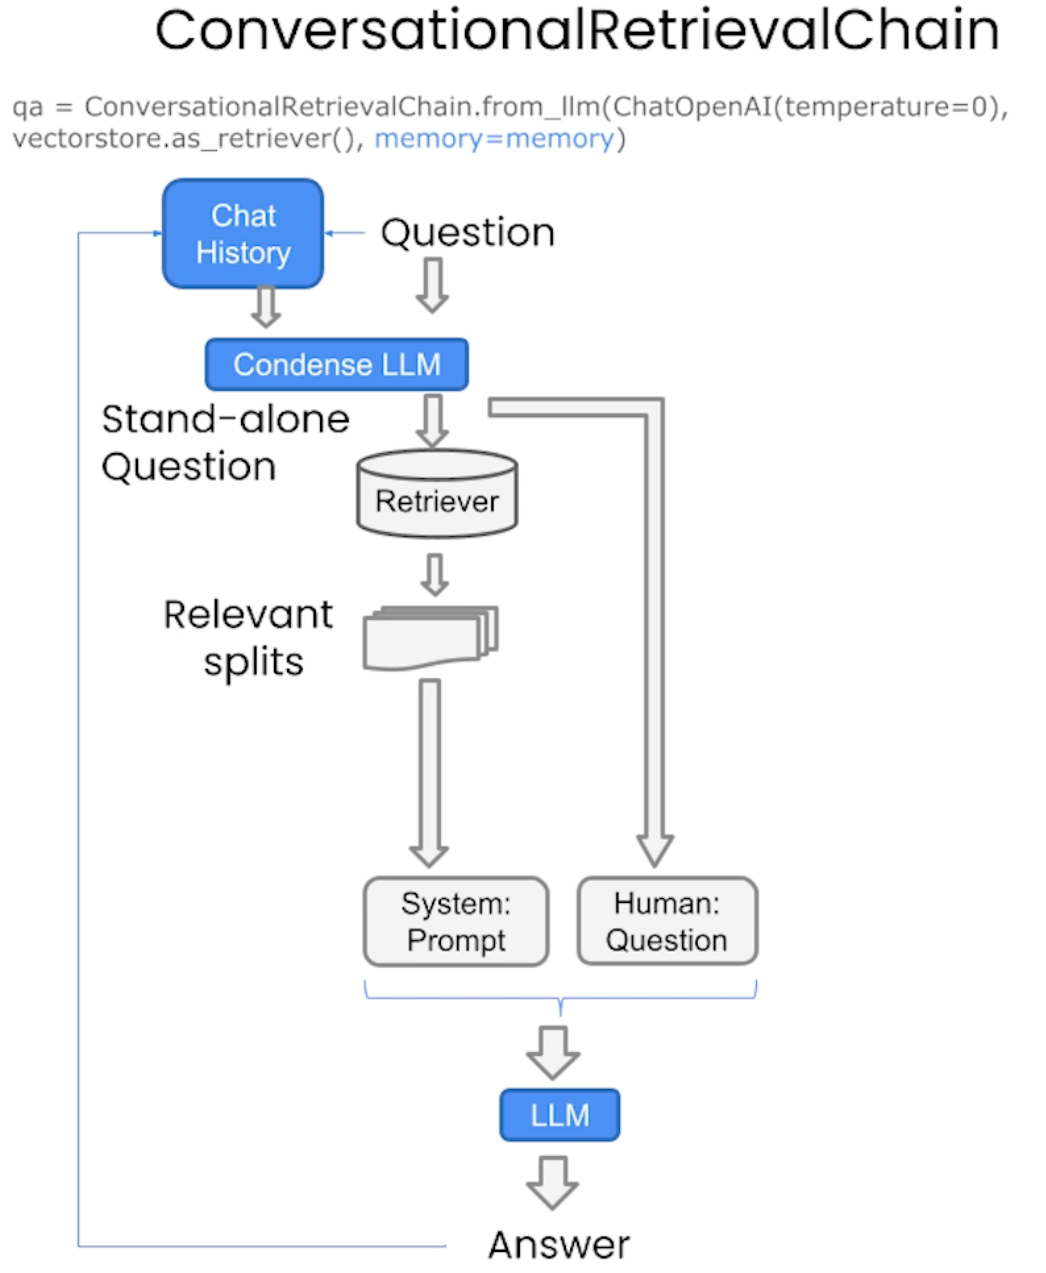 ConversationalRetrievalChain
qa = ConversationalRetrievalChain.from_llm(ChatOpenAI(temperature=0),
vectorstore.as_retriever(), memory=memory)
Chat
History
Question
Condense LLM
Stand-alone
Question
Retriever
Relevant
splits
System:
Prompt
Human:
Question
LLM
Answer